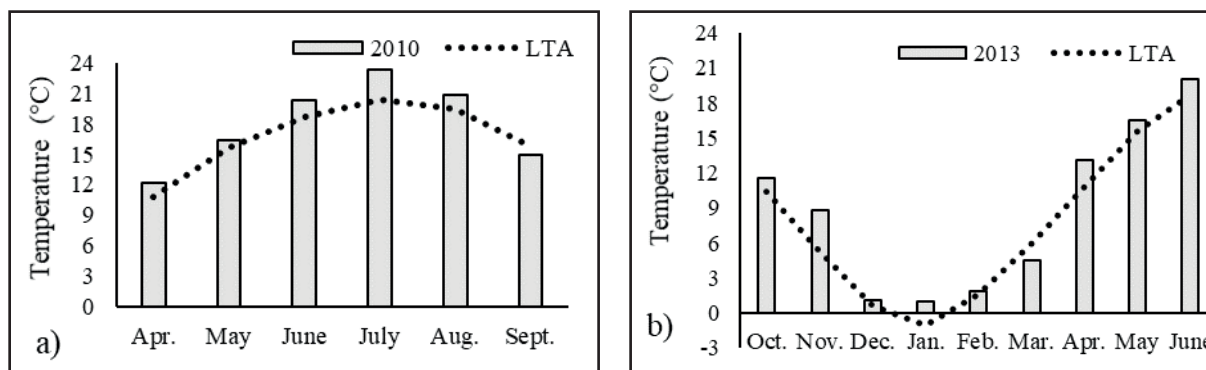 2010 LTA
Temperature (°C)
24
21
18
15
12
9
6
3
0
Apr. May June July Aug. Sept.
a)
2013 LTA
Temperature (°C)
24
21
18
15
12
9
6
3
0
-3
Oct. Nov. Dec. Jan. Feb. Mar. Apr. May June
b)